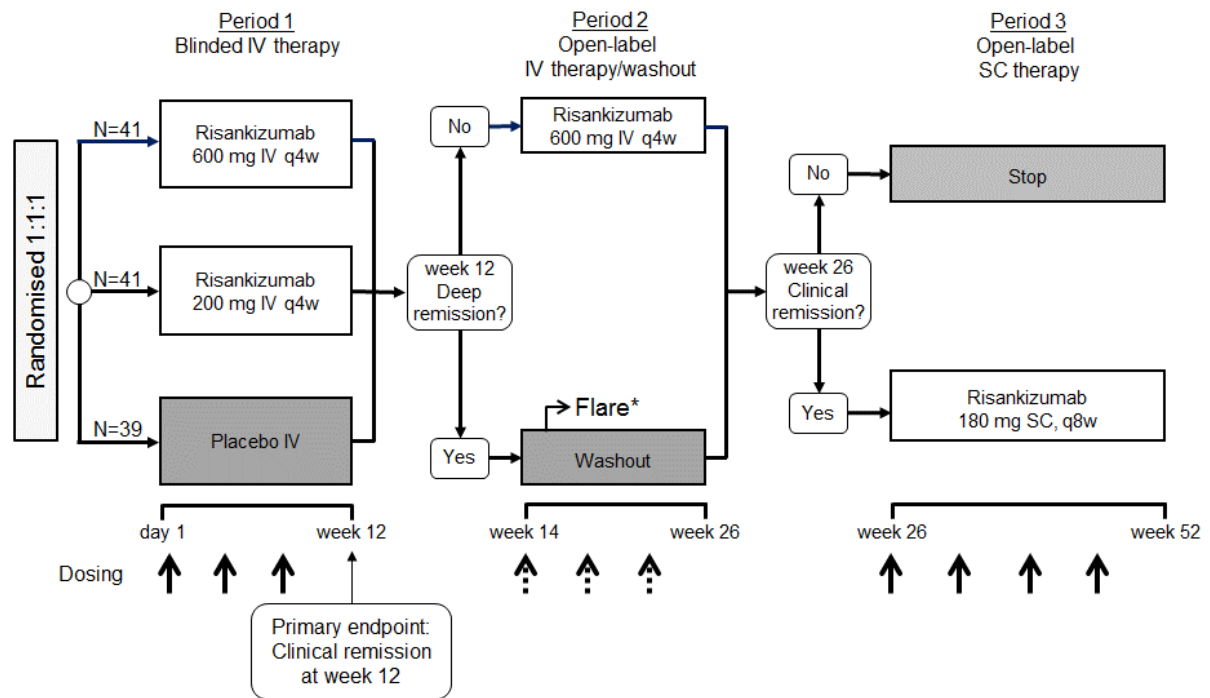 Period 1
Blinded IV therapy
Period 2
Open-label
IV therapy/washout
Period 3
Open-label
SC therapy
Randomised 1:1:1
N=41
Risankizumab
600 mg IV q4w
N=41
Risankizumab
200 mg IV q4w
N=39
Placebo IV
week 12
Deep
remission?
No
Risankizumab
600 mg IV q4w
Yes
Flare*
Washout
week 26
Clinical
remission?
No
Stop
Yes
Risankizumab
180 mg SC, q8w
day 1
week 12
week 14
week 26
week 26
week 52
Dosing
Primary endpoint:
Clinical remission
at week 12